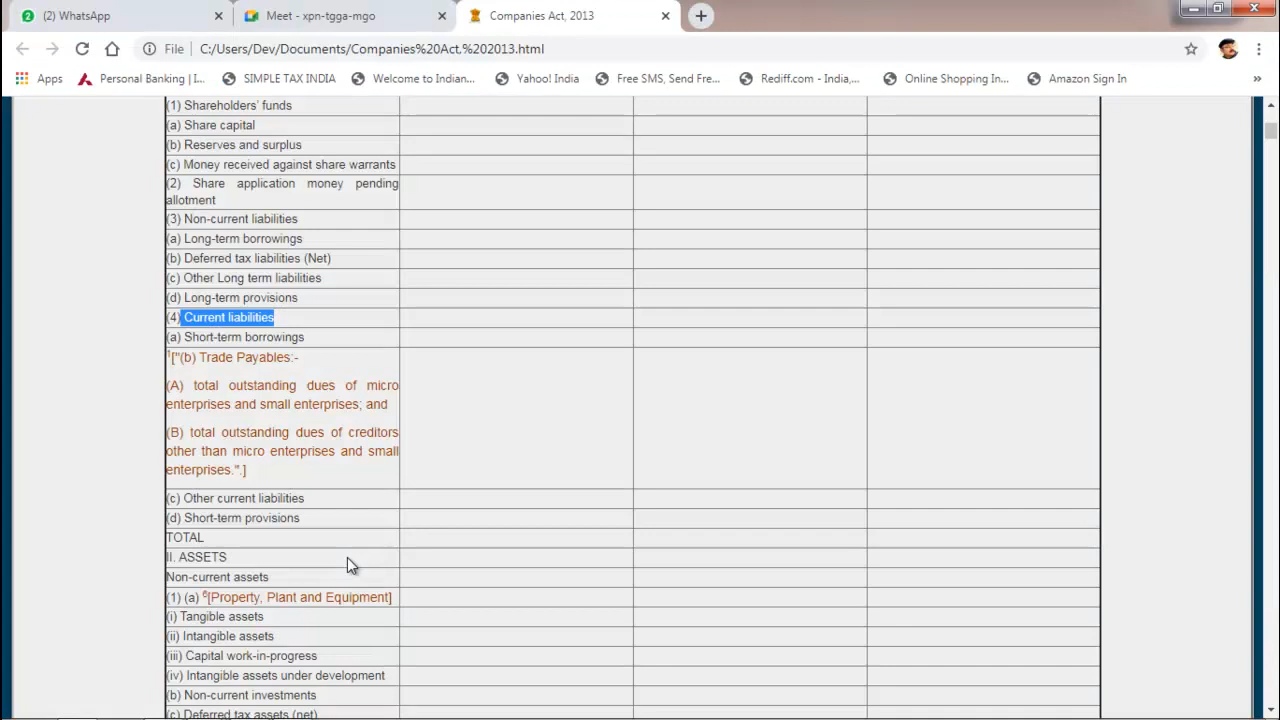 (2) WhatsApp
Meet - xpn-tgga-mgo
Companies Act, 2013
File
C:/Users/Dev/Documents/Companies%20Act.%202013.html
Apps
Personal Banking | I...
SIMPLE TAX INDIA
Welcome to Indian...
Yahoo! India
Free SMS, Send Fre...
Rediff.com - India,...
Online Shopping In...
Amazon Sign In
»
(1) Shareholders' funds
(a) Share capital
(b) Reserves and surplus
(c) Money received against share warrants
(2) Share application money pending
allotment
(3) Non-current liabilities
(a) Long-term borrowings
(b) Deferred tax liabilities (Net)
(c) Other Long term liabilities
(d) Long-term provisions
(4) Current liabilities
(a) Short-term borrowings
1["(b) Trade Payables:-
(A) total outstanding dues of micro
enterprises and small enterprises; and
(B) total outstanding dues of creditors
other than micro enterprises and small
enterprises.".]
(c) Other current liabilities
(d) Short-term provisions
TOTAL
II. ASSETS
Non-current assets
(1) (a) 6[Property, Plant and Equipment]
(i) Tangible assets
(ii) Intangible assets
(iii) Capital work-in-progress
(iv) Intangible assets under development
(b) Non-current investments
(c) Deferred tax assets (net)